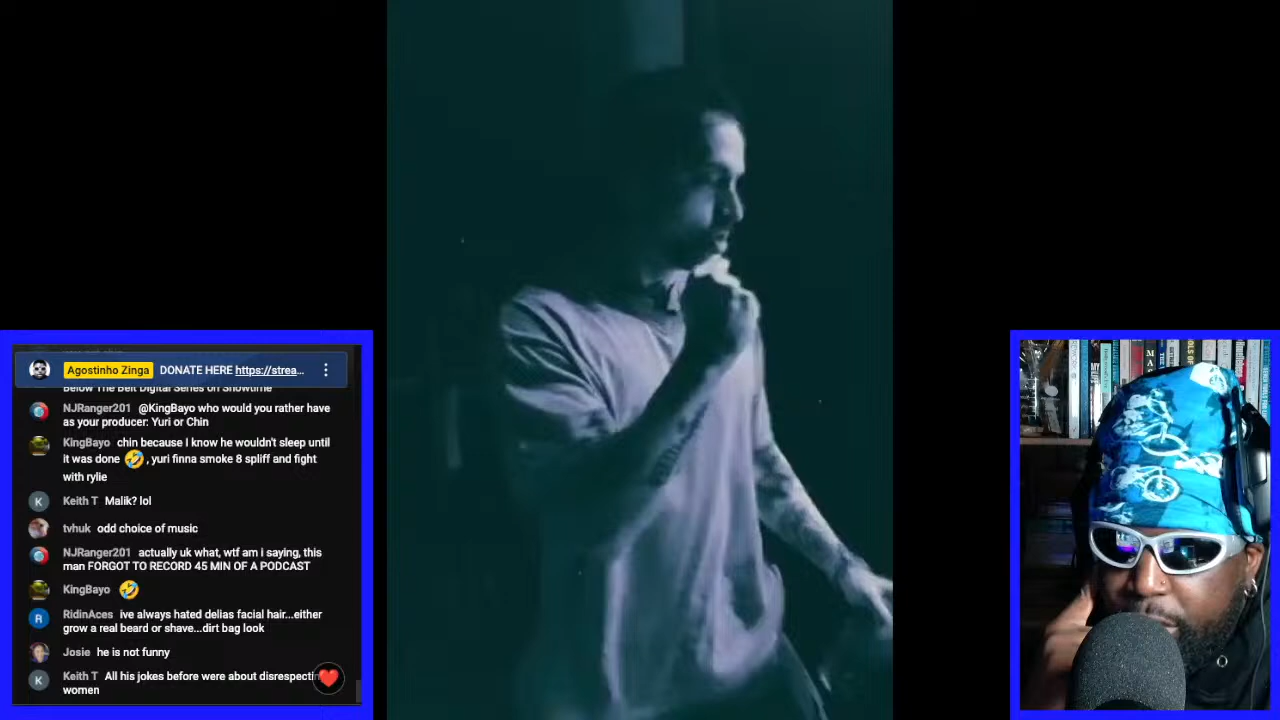 Agostinho Zinga DONATE HERE https://strea...
Below The Belt Digital Series on Showtime
NJRanger201 @KingBayo who would you rather have
as your producer: Yuri or Chin
KingBayo chin because I know he wouldn't sleep until
it was done 🤣, yuri finna smoke 8 spliff and fight
with rylie
K Keith T Malik? lol
tvhuk odd choice of music
NJRanger201 actually uk what, wtf am i saying, this
man FORGOT TO RECORD 45 MIN OF A PODCAST
KingBayo 🤣
R RidinAces ive always hated delias facial hair...either
grow a real beard or shave...dirt bag look
Josie he is not funny
K Keith T All his jokes before were about disrespectin
women